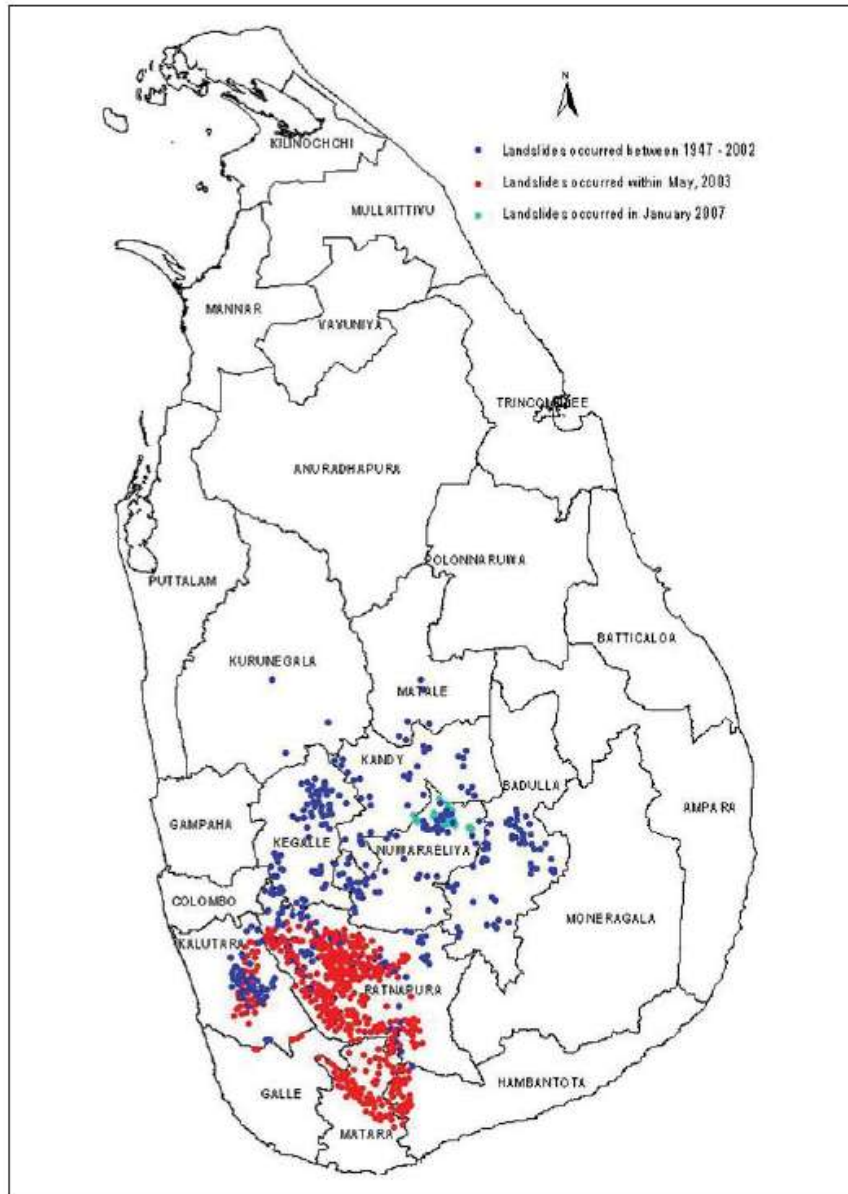 N
KILINOCHCHI
Landslides occurred between 1947 - 2002
Landslides occurred within May, 2003
MULLAITTIVU
Landslides occurred in January 2007
MANNAR
VAVUNIYA
TRINCOMALEE
ANURADHAPURA
POLONNARUWA
PUTTALAM
BATTICALOA
KURUNEGALA
MATALE
KANDY
BADULLA
AMPARA
GAMPAHA
KEGALLE
NUWARAELIYA
COLOMBO
MONERAGALA
KALUTARA
RATNAPURA
HAMBANTOTA
GALLE
MATARA